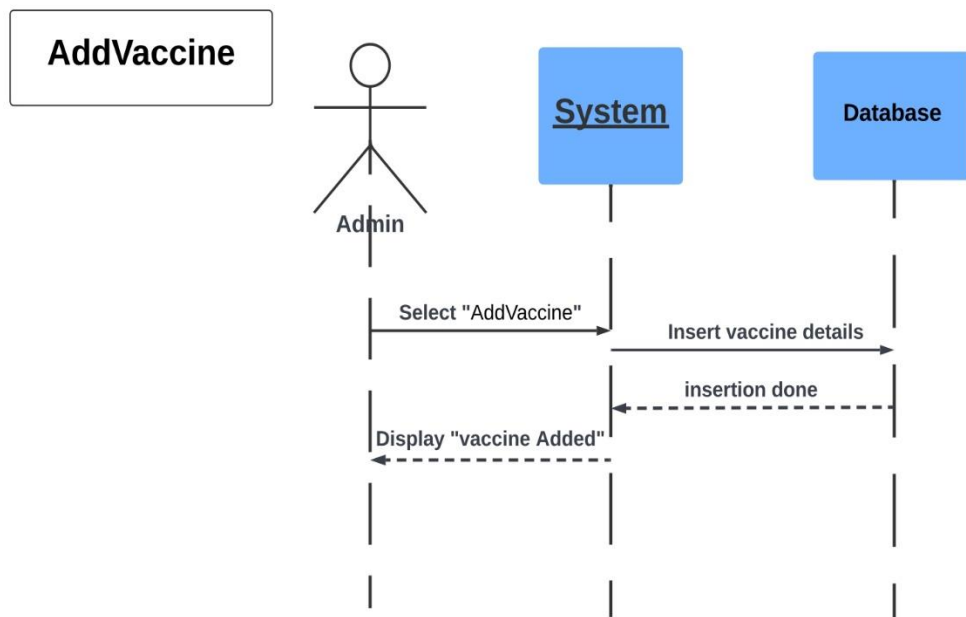 AddVaccine
System
Database
Admin
Select "AddVaccine"
Insert vaccine details
insertion done
Display "vaccine Added"